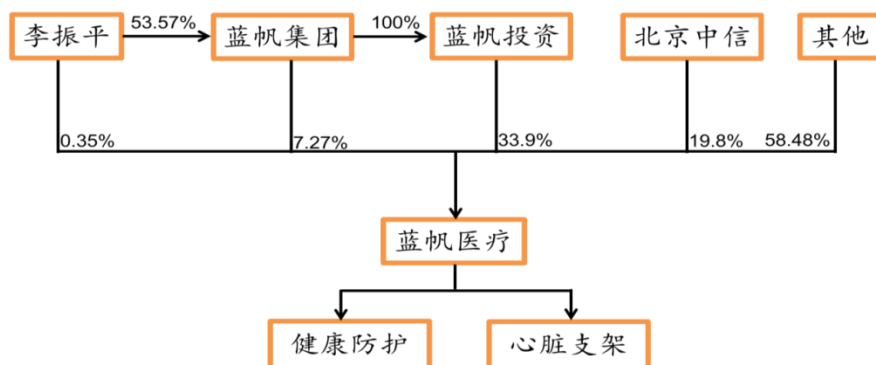 李振平 53.57% 蓝帆集团 100% 蓝帆投资 北京中信 其他
0.35% 7.27% 33.9% 19.8% 58.48%
蓝帆医疗
健康防护 心脏支架